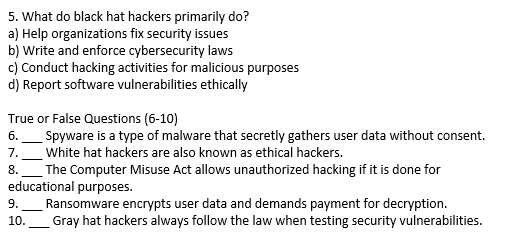 5. What do black hat hackers primarily do?
a) Help organizations fix security issues
b) Write and enforce cybersecurity laws
c) Conduct hacking activities for malicious purposes
d) Report software vulnerabilities ethically

True or False Questions (6-10)
6. ___ Spyware is a type of malware that secretly gathers user data without consent.
7. ___ White hat hackers are also known as ethical hackers.
8. ___ The Computer Misuse Act allows unauthorized hacking if it is done for
educational purposes.
9. ___ Ransomware encrypts user data and demands payment for decryption.
10. ___ Gray hat hackers always follow the law when testing security vulnerabilities.